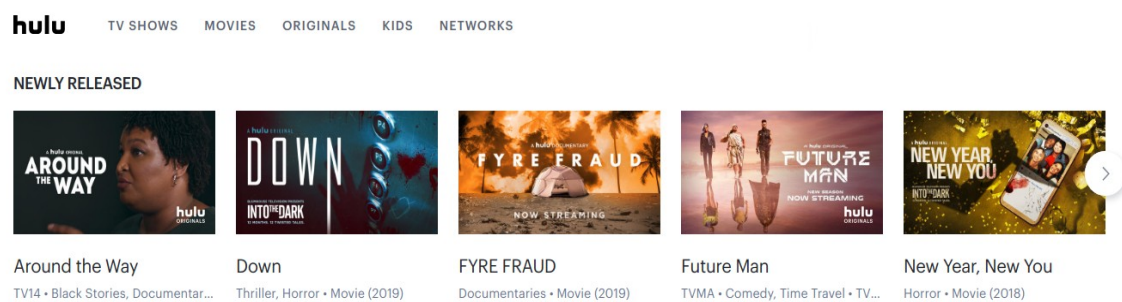 hulu TV SHOWS MOVIES ORIGINALS KIDS NETWORKS
NEWLY RELEASED
A hulu ORIGINAL
AROUND
THE WAY
hulu
ORIGINALS
A hulu ORIGINAL
DOWN
INTO THE DARK
A hulu DOCUMENTARY
FYRE FRAUD
NOW STREAMING
A hulu ORIGINAL
FUTURE
MAN
NEW SEASON
NOW STREAMING
hulu
ORIGINALS
NEW YEAR,
NEW YOU
INTO THE DARK
Around the Way
TV14 • Black Stories, Documentar...
Down
Thriller, Horror • Movie (2019)
FYRE FRAUD
Documentaries • Movie (2019)
Future Man
TVMA • Comedy, Time Travel • TV...
New Year, New You
Horror • Movie (2018)